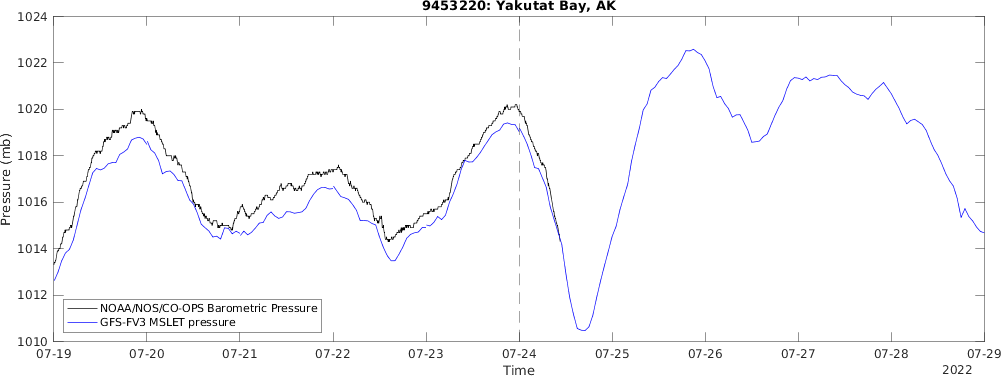 9453220: Yakutat Bay, AK
1024
1022
1020
1018
1016
1014
1012
1010
Pressure (mb)
NOAA/NOS/CO-OPS Barometric Pressure
GFS-FV3 MSLET pressure
07-19 07-20 07-21 07-22 07-23 07-24 07-25 07-26 07-27 07-28 07-29
Time
2022